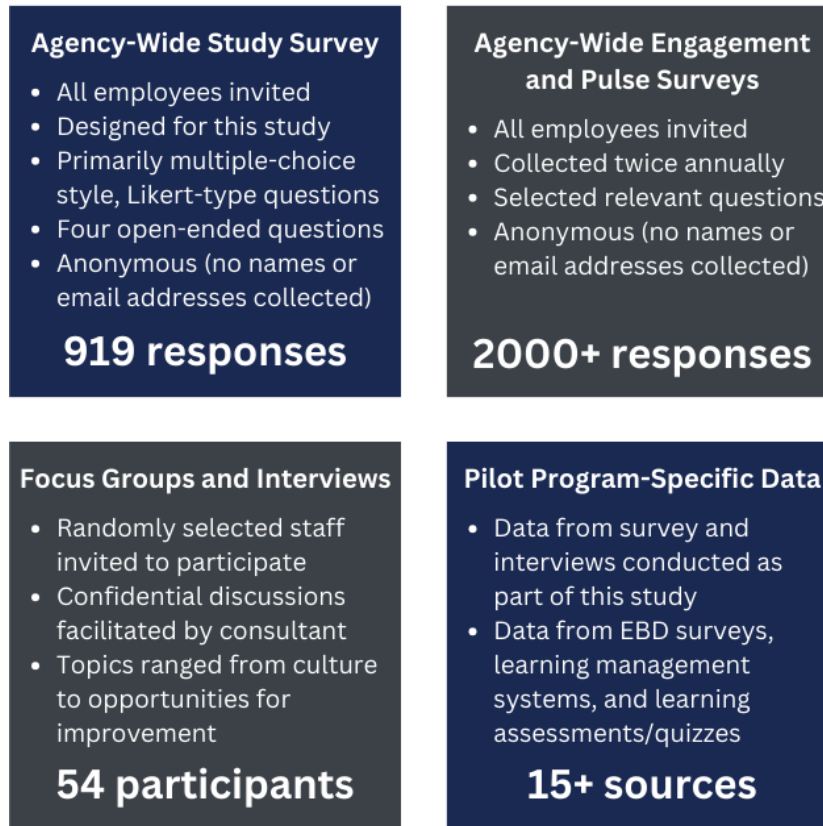 Agency-Wide Study Survey
• All employees invited
• Designed for this study
• Primarily multiple-choice
style, Likert-type questions
• Four open-ended questions
• Anonymous (no names or
email addresses collected)
919 responses
Agency-Wide Engagement
and Pulse Surveys
• All employees invited
• Collected twice annually
• Selected relevant questions
• Anonymous (no names or
email addresses collected)
2000+ responses
Focus Groups and Interviews
• Randomly selected staff
invited to participate
• Confidential discussions
facilitated by consultant
• Topics ranged from culture
to opportunities for
improvement
54 participants
Pilot Program-Specific Data
• Data from survey and
interviews conducted as
part of this study
• Data from EBD surveys,
learning management
systems, and learning
assessments/quizzes
15+ sources